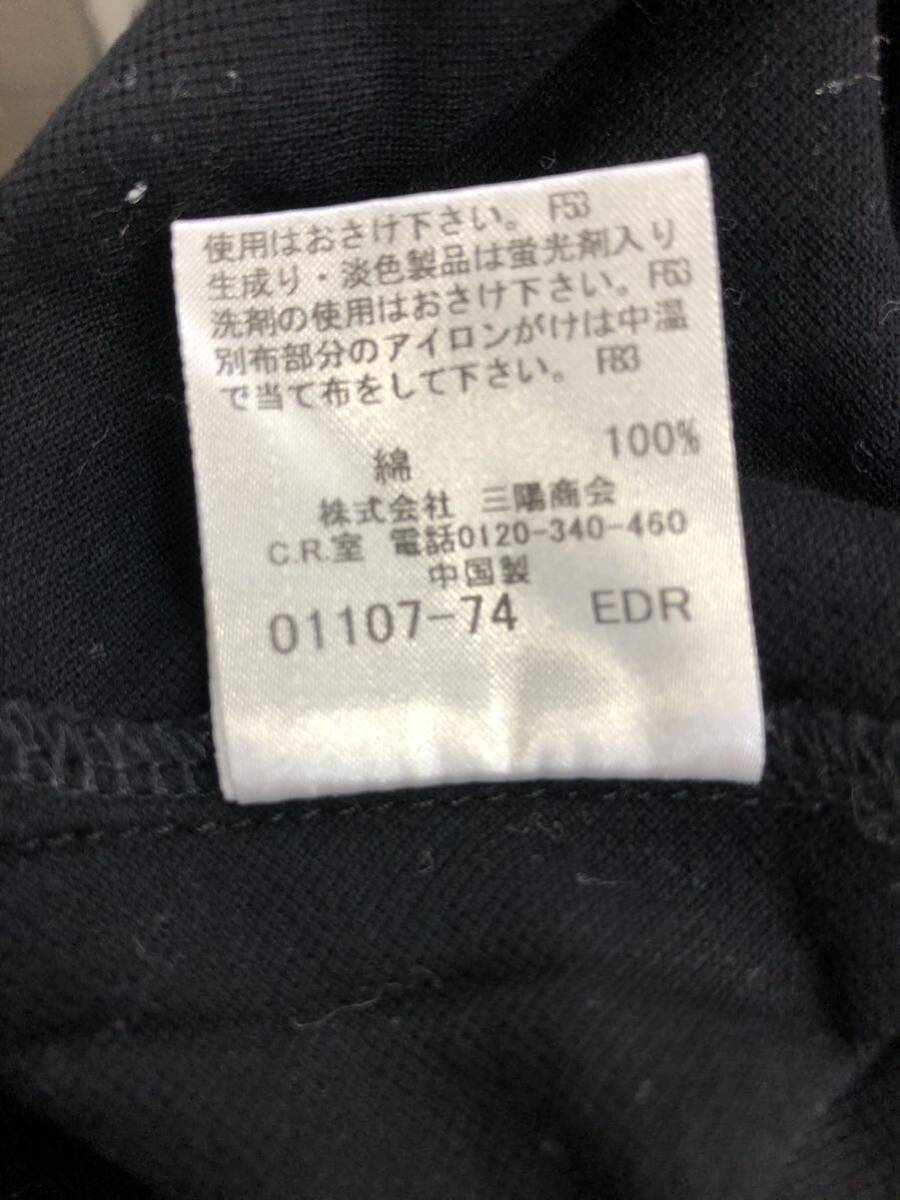 使用はおさけ下さい。 F53
生成り・淡色製品は蛍光剤入り
洗剤の使用はおさけ下さい。 F63
別布部分のアイロンがけは中温
で当て布をして下さい。 F83
綿 100%
株式会社 三陽商会
C.R.室 電話0120-340-460
中国製
01107-74 EDR